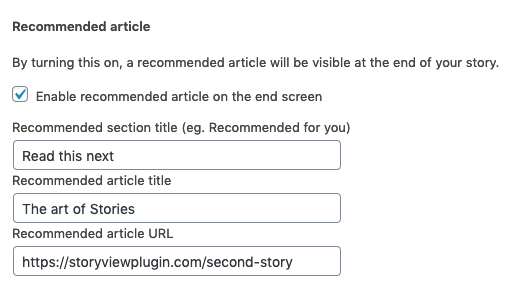 Recommended article
By turning this on, a recommended article will be visible at the end of your story.
Enable recommended article on the end screen
Recommended section title (eg. Recommended for you)
Read this next
Recommended article title
The art of Stories
Recommended article URL
https://storyviewplugin.com/second-story